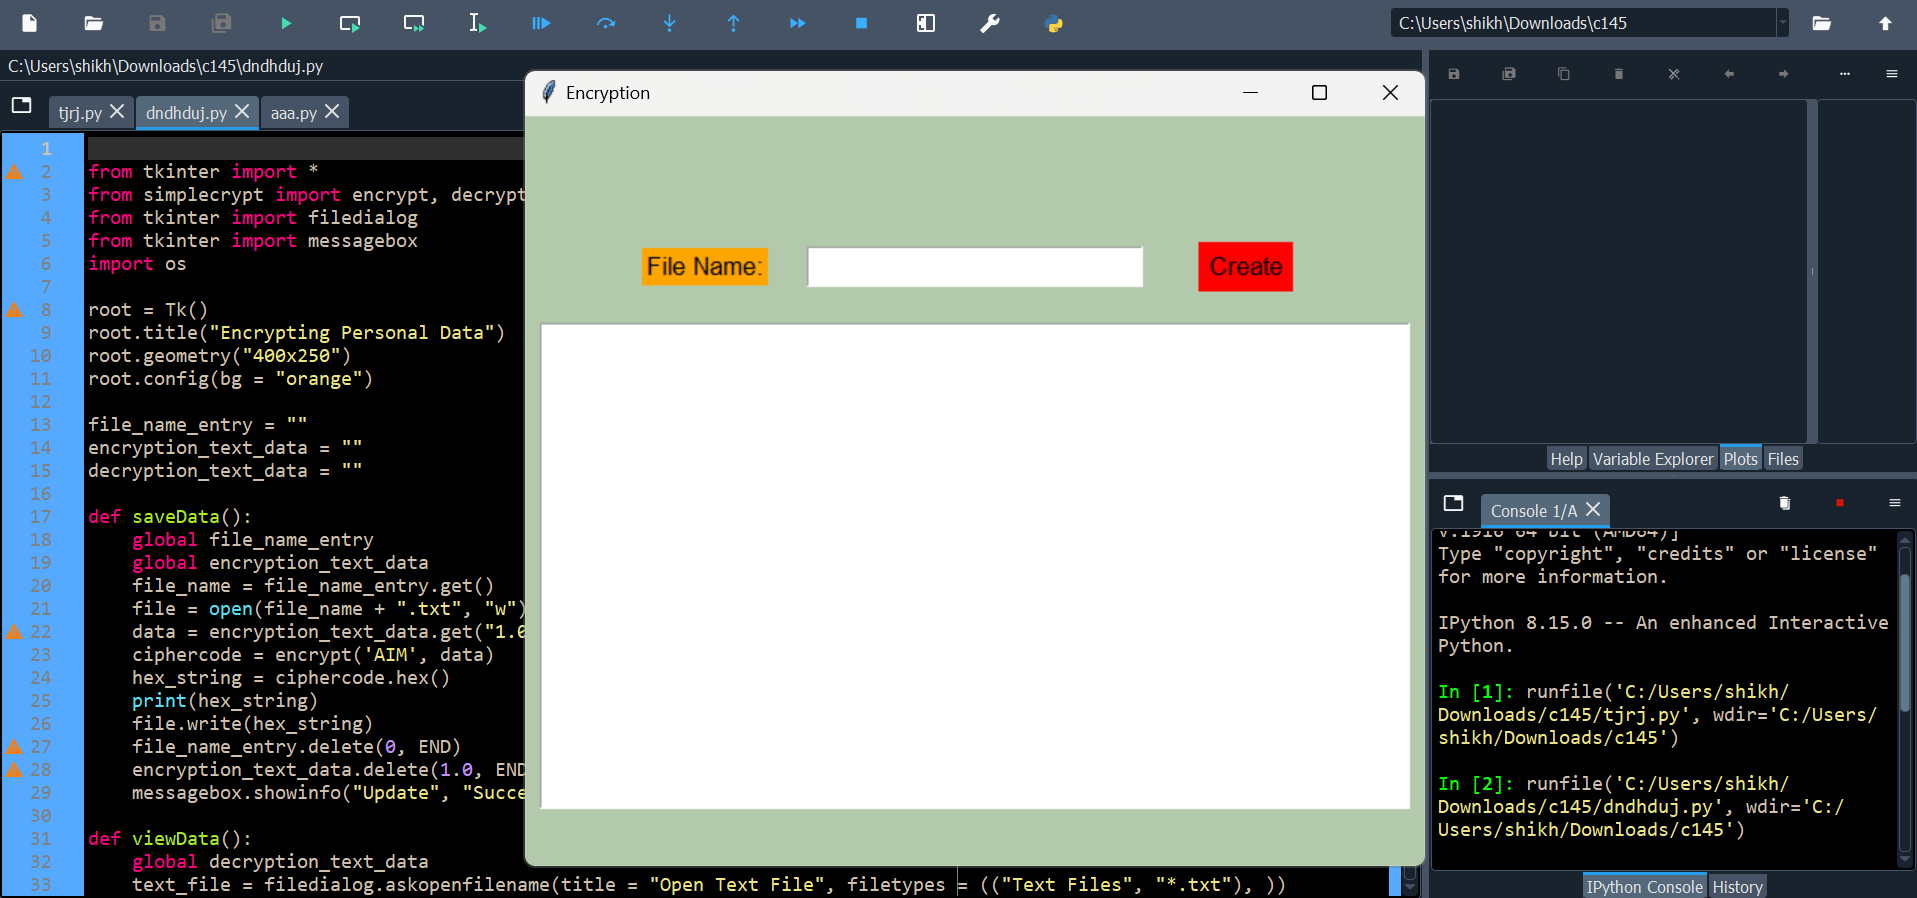 C:\Users\shikh\Downloads\c145
C:\Users\shikh\Downloads\c145\dndhduj.py
tjrj.py
dndhduj.py
aaa.py
1
2 from tkinter import *
3 from simplecrypt import encrypt, decrypt
4 from tkinter import filedialog
5 from tkinter import messagebox
6 import os
7
8 root = Tk()
9 root.title("Encrypting Personal Data")
10 root.geometry("400x250")
11 root.config(bg = "orange")
12
13 file_name_entry = ""
14 encryption_text_data = ""
15 decryption_text_data = ""
16
17 def saveData():
18 global file_name_entry
19 global encryption_text_data
20 file_name = file_name_entry.get()
21 file = open(file_name + ".txt", "w")
22 data = encryption_text_data.get("1.0
23 ciphercode = encrypt('AIM', data)
24 hex_string = ciphercode.hex()
25 print(hex_string)
26 file.write(hex_string)
27 file_name_entry.delete(0, END)
28 encryption_text_data.delete(1.0, END
29 messagebox.showinfo("Update", "Succe
30
31 def viewData():
32 global decryption_text_data
33 text_file = filedialog.askopenfilename(title = "Open Text File", filetypes = (("Text Files", "*.txt"), ))
Encryption
File Name:
Create
Help
Variable Explorer
Plots
Files
Console 1/A
v.1916 64 bit (AMD64)]
Type "copyright", "credits" or "license"
for more information.
IPython 8.15.0 -- An enhanced Interactive
Python.
In [1]: runfile('C:/Users/shikh/
Downloads/c145/tjrj.py', wdir='C:/Users/
shikh/Downloads/c145')
In [2]: runfile('C:/Users/shikh/
Downloads/c145/dndhduj.py', wdir='C:/
Users/shikh/Downloads/c145')
IPython Console
History